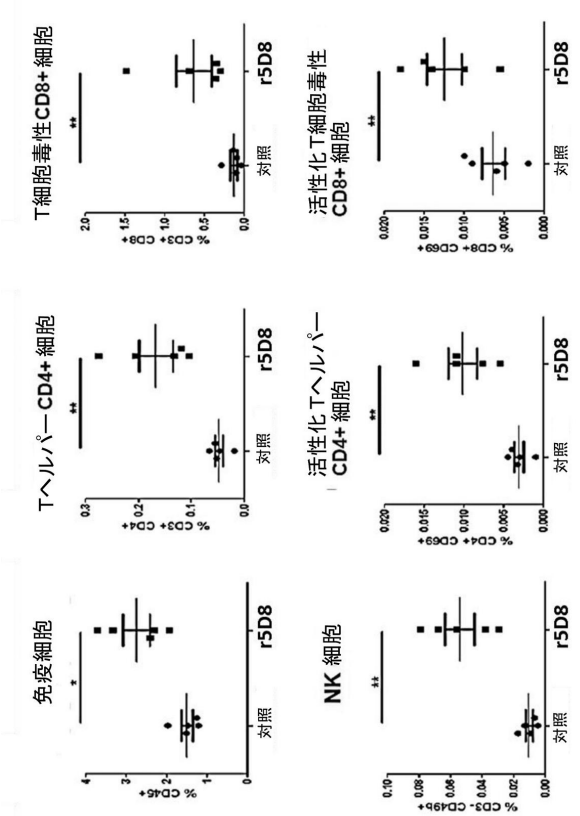 免疫細胞
*
% CD45+
4
3
2
1
0
対照
r5D8
Tヘルパー CD4+ 細胞
**
% CD3+ CD4+
0.3
0.2
0.1
0.0
対照
r5D8
T細胞毒性CD8+細胞
**
% CD3+ CD8+
2.0
1.5
1.0
0.5
0.0
対照
r5D8
NK 細胞
**
% CD3- CD49b+
0.10
0.08
0.06
0.04
0.02
0.00
対照
r5D8
活性化Tヘルパー
CD4+ 細胞
**
% CD4+ CD69+
0.020
0.015
0.010
0.005
0.000
対照
r5D8
活性化T細胞毒性
CD8+ 細胞
**
% CD8+ CD69+
0.020
0.015
0.010
0.005
0.000
対照
r5D8